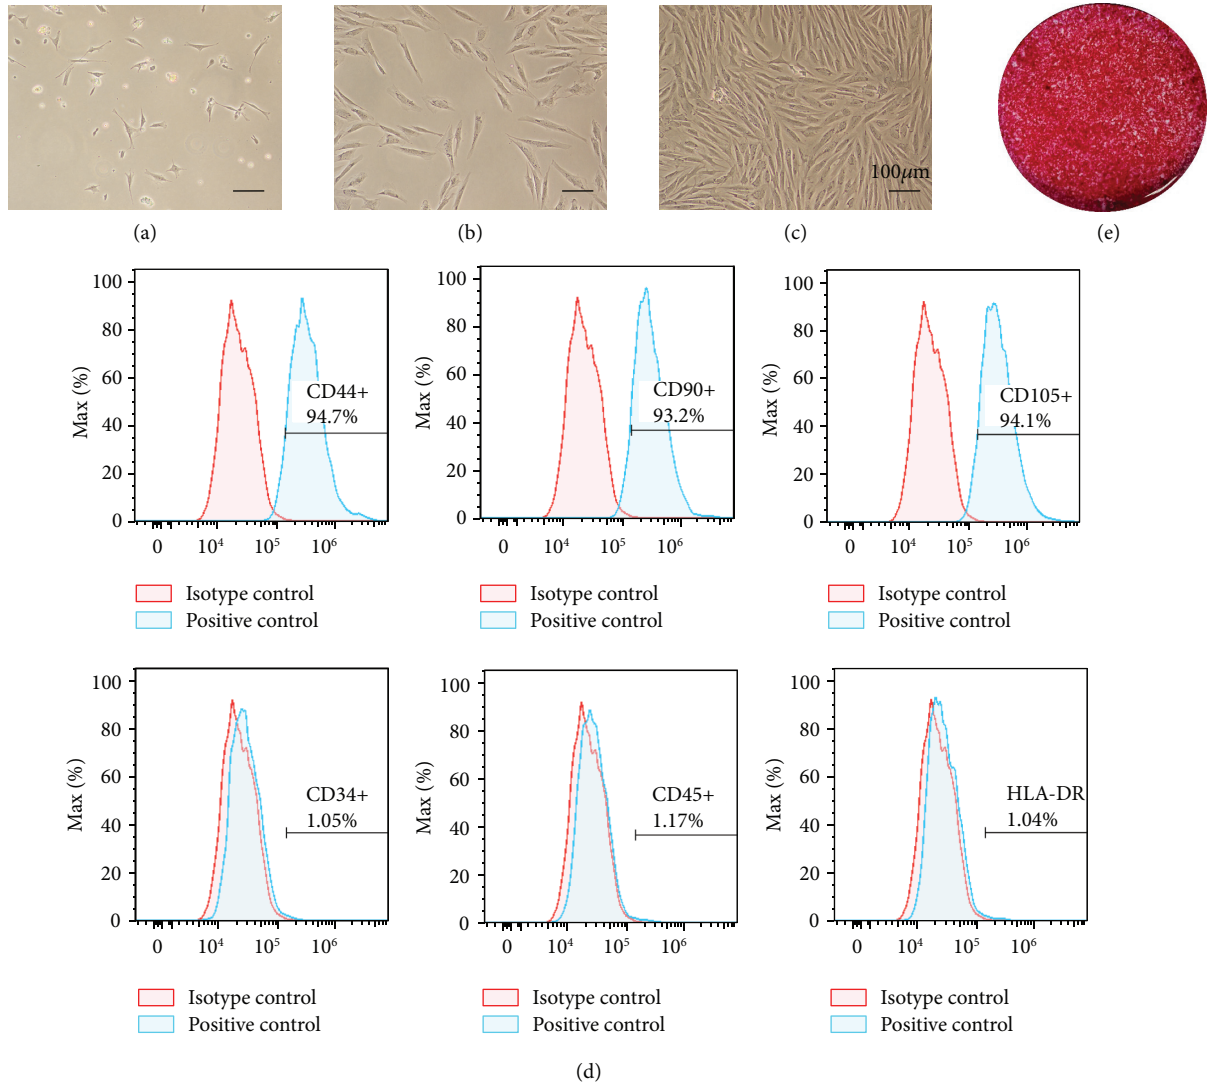 100μm
(a)
(b)
(c)
(e)
Max (%)
100
80
60
40
20
0
CD44+
94.7%
0 10⁴ 10⁵ 10⁶
Isotype control
Positive control
Max (%)
100
80
60
40
20
0
CD90+
93.2%
0 10⁴ 10⁵ 10⁶
Isotype control
Positive control
Max (%)
100
80
60
40
20
0
CD105+
94.1%
0 10⁴ 10⁵ 10⁶
Isotype control
Positive control
Max (%)
100
80
60
40
20
0
CD34+
1.05%
0 10⁴ 10⁵ 10⁶
Isotype control
Positive control
Max (%)
100
80
60
40
20
0
CD45+
1.17%
0 10⁴ 10⁵ 10⁶
Isotype control
Positive control
Max (%)
100
80
60
40
20
0
HLA-DR
1.04%
0 10⁴ 10⁵ 10⁶
Isotype control
Positive control
(d)